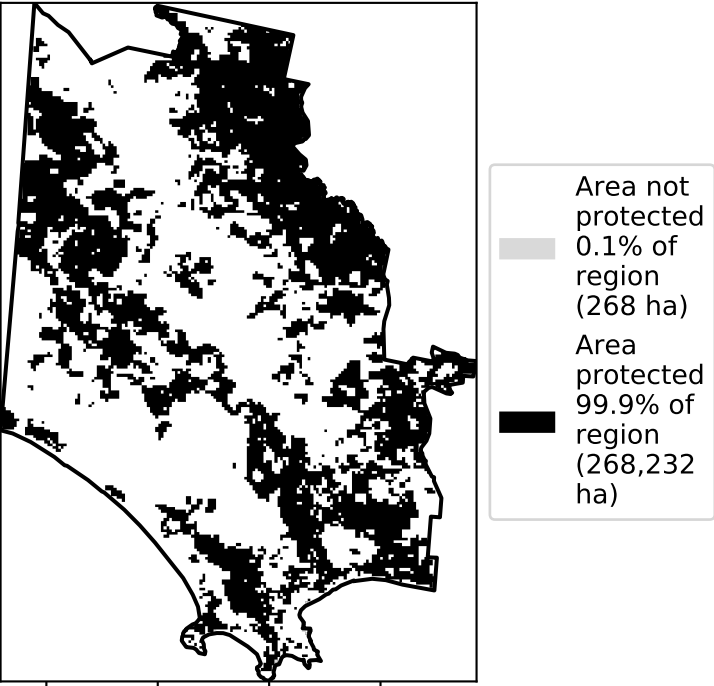 Area not
protected
0.1% of
region
(268 ha)
Area
protected
99.9% of
region
(268,232
ha)